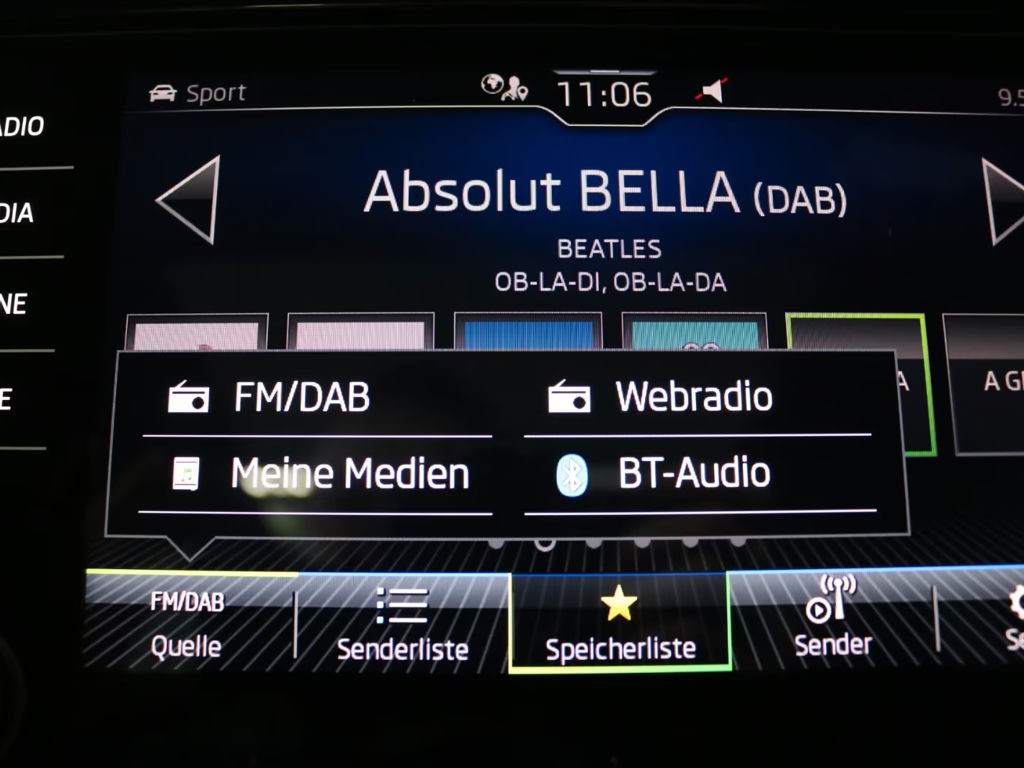 Sport
11:06
9.5
ADIO
DIA
NE
E
Absolut BELLA (DAB)
BEATLES
OB-LA-DI, OB-LA-DA
A
A G
FM/DAB
Webradio
Meine Medien
BT-Audio
FM/DAB
Quelle
Senderliste
Speicherliste
Sender
Se